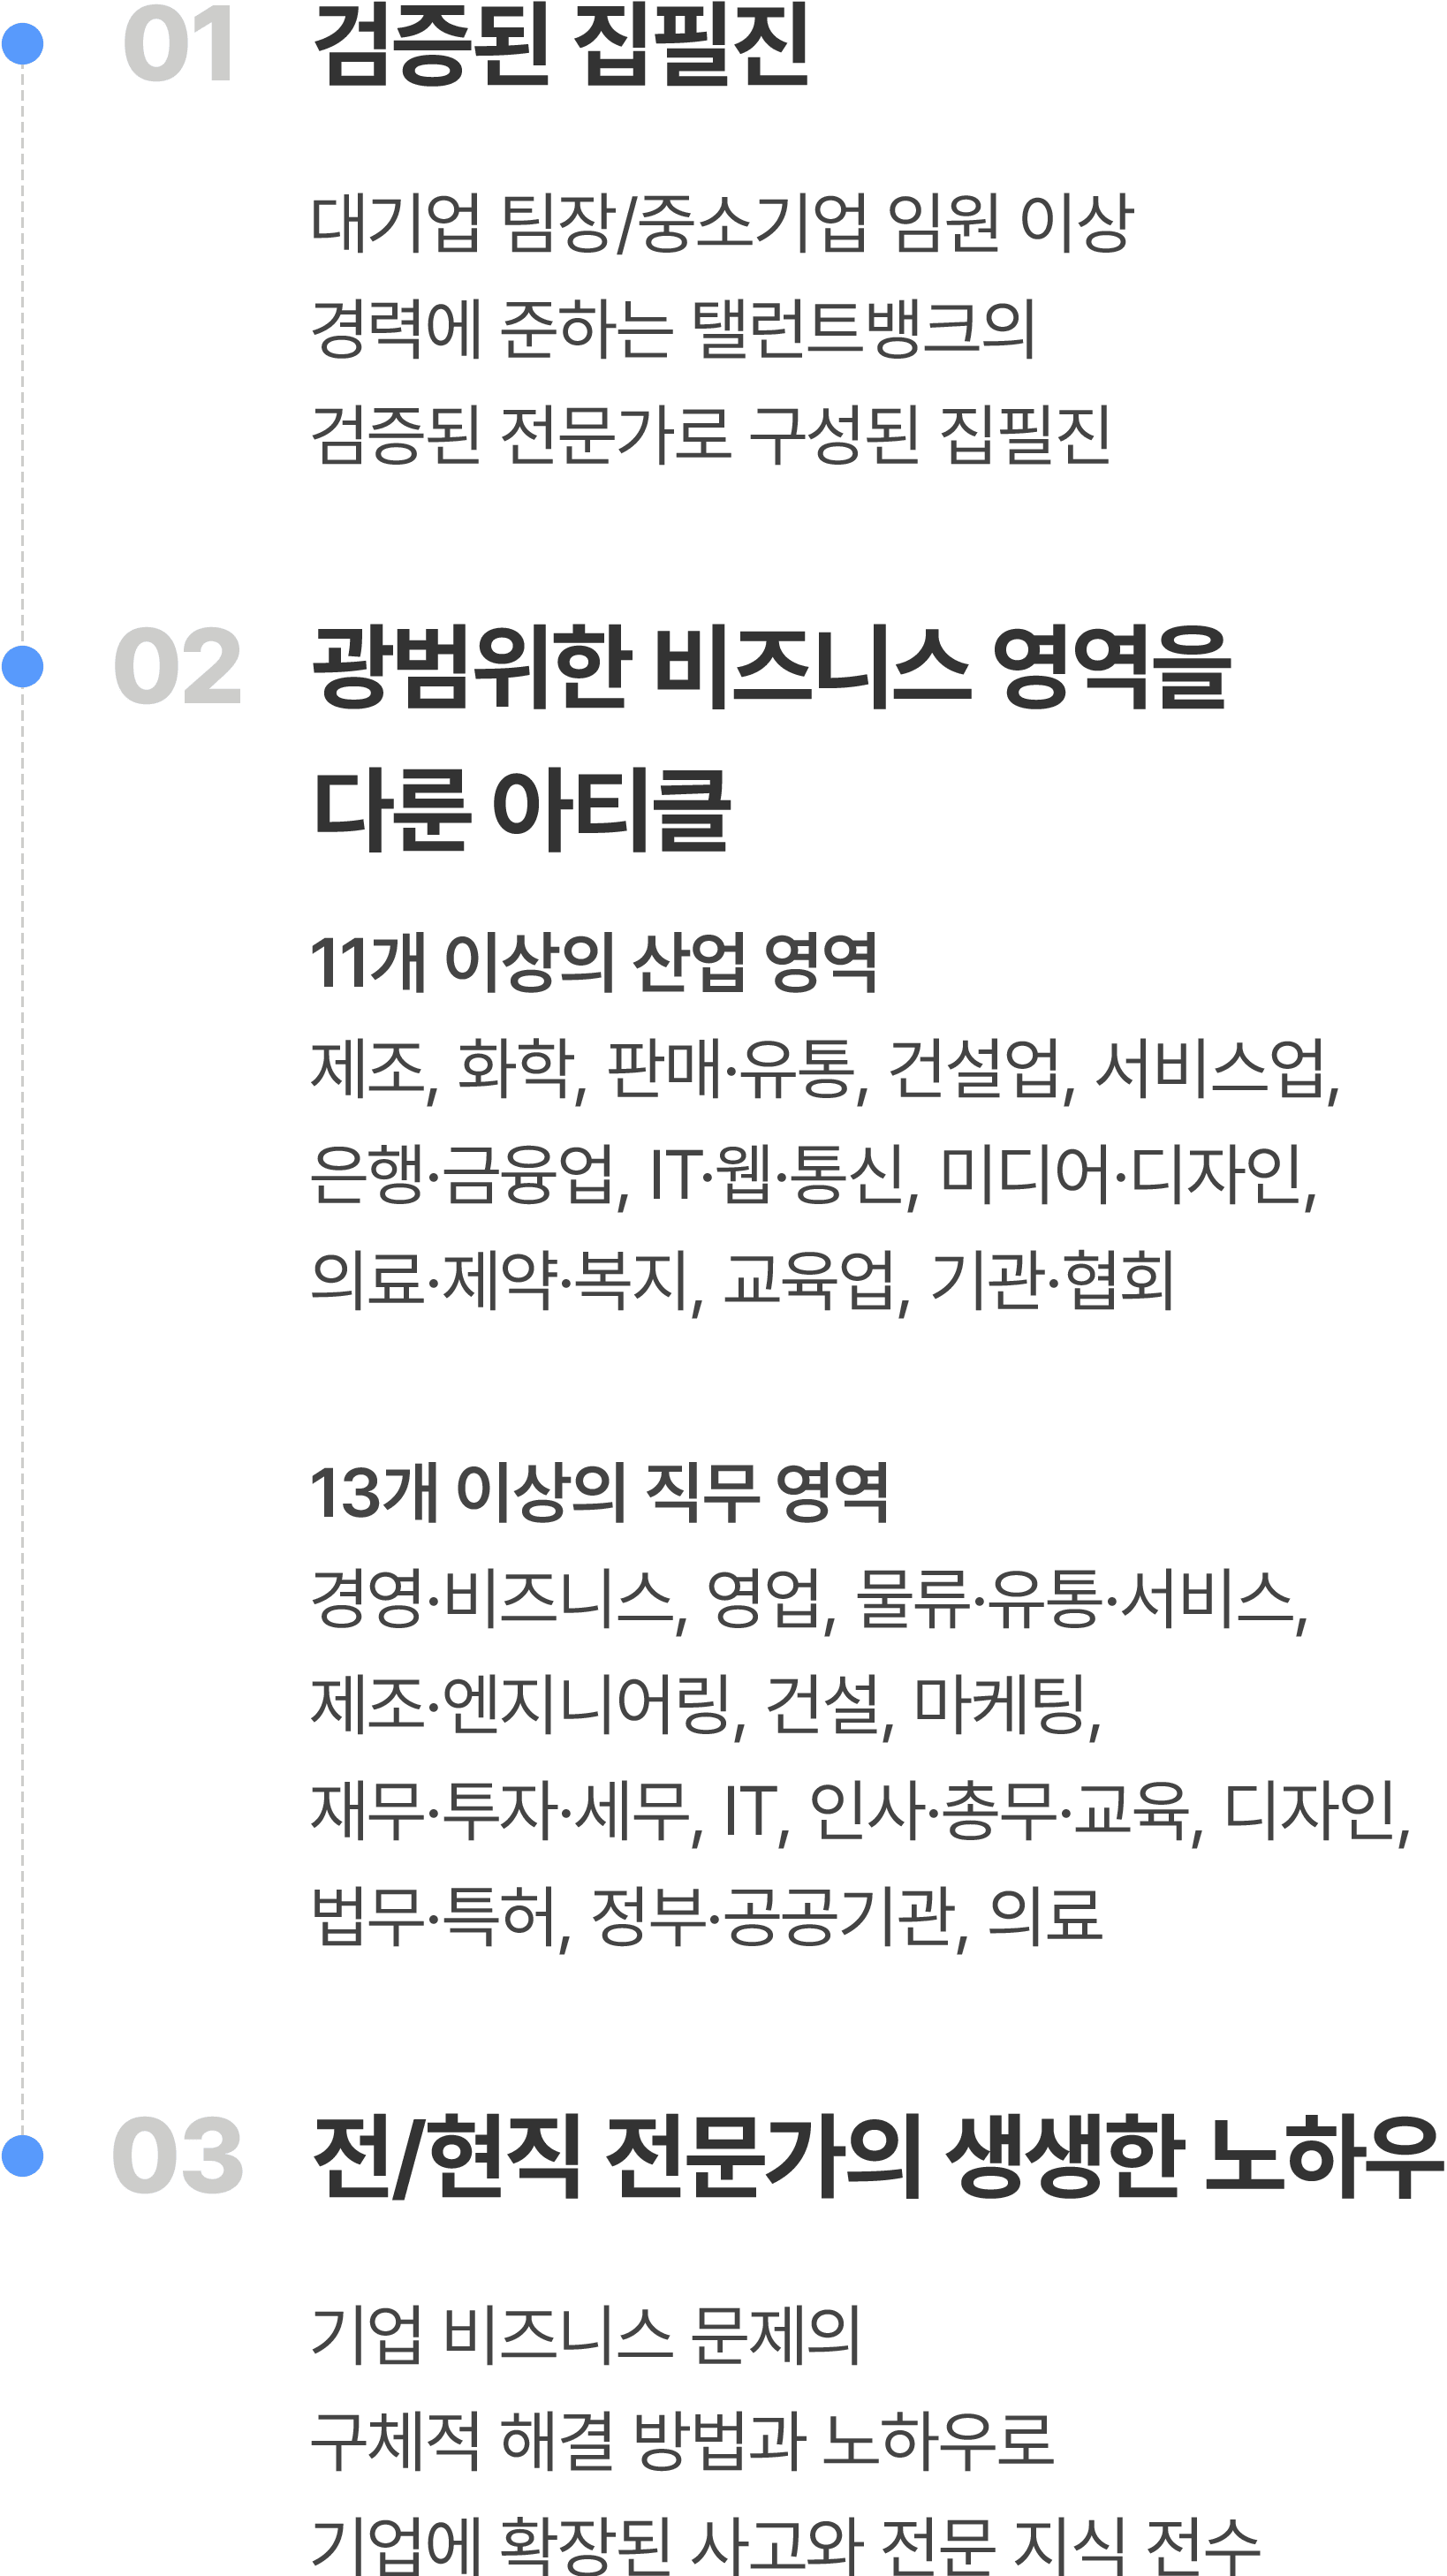 01 검증된 집필진
대기업 팀장/중소기업 임원 이상
경력에 준하는 탤런트뱅크의
검증된 전문가로 구성된 집필진
02 광범위한 비즈니스 영역을
다룬 아티클
11개 이상의 산업 영역
제조, 화학, 판매·유통, 건설업, 서비스업,
은행·금융업, IT·웹·통신, 미디어·디자인,
의료·제약·복지, 교육업, 기관·협회
13개 이상의 직무 영역
경영·비즈니스, 영업, 물류·유통·서비스,
제조·엔지니어링, 건설, 마케팅,
재무·투자·세무, IT, 인사·총무·교육, 디자인,
법무·특허, 정부·공공기관, 의료
03 전/현직 전문가의 생생한 노하우
기업 비즈니스 문제의
구체적 해결 방법과 노하우로
기업에 확장된 사고와 전문 지식 전수